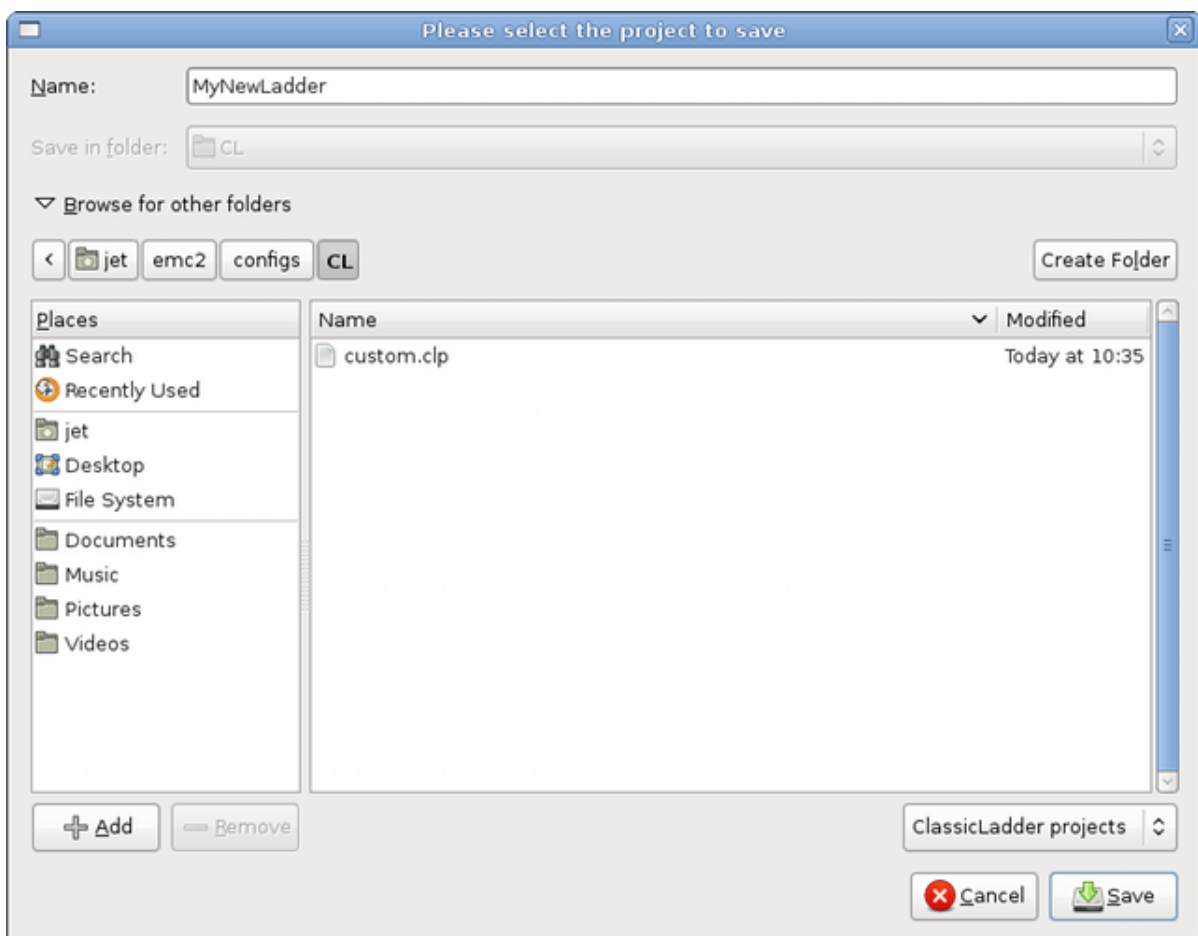 Please select the project to save
Name: MyNewLadder
Save in folder: CL
Browse for other folders
< jet emc2 configs CL Create Folder
Places Name Modified
Search custom.clp Today at 10:35
Recently Used
jet
Desktop
File System
Documents
Music
Pictures
Videos
Add Remove ClassicLadder projects
Cancel Save